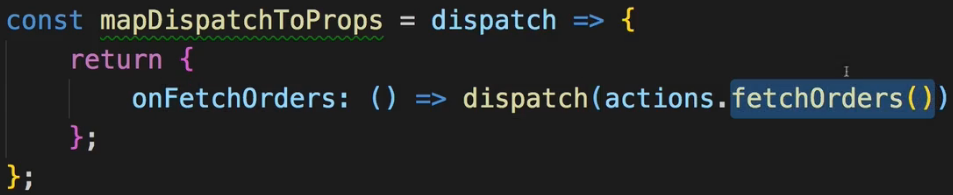 const mapDispatchToProps = dispatch => {
    return {
        onFetchOrders: () => dispatch(actions.fetchOrders())
    };
};